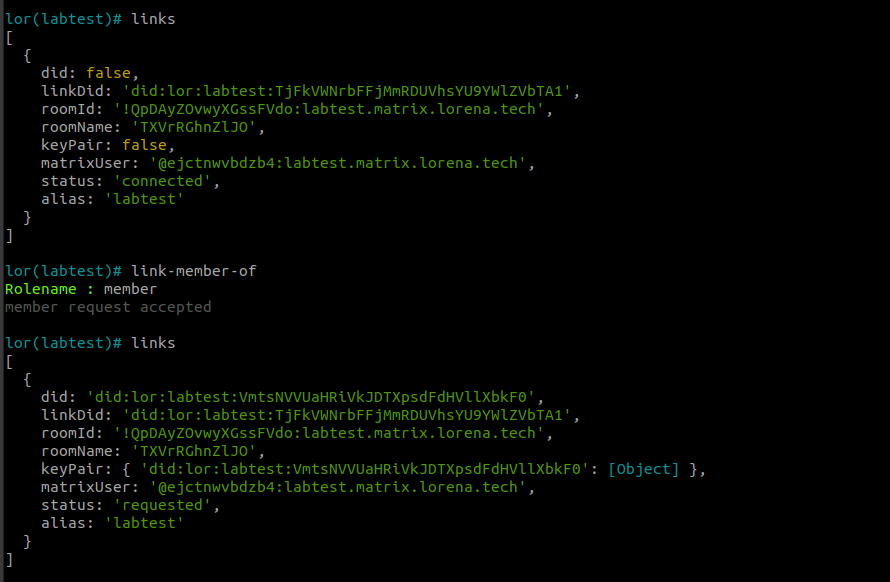 lor(labtest)# links
[
  {
    did: false,
    linkDid: 'did:lor:labtest:TjFkVWNrbFFjMmRDUVhsYU9YWlZVbTA1',
    roomId: '!QpDAyZOvwyXGssFVdo:labtest.matrix.lorena.tech',
    roomName: 'TXVrRGhnZlJO',
    keyPair: false,
    matrixUser: '@ejctnwvbdzb4:labtest.matrix.lorena.tech',
    status: 'connected',
    alias: 'labtest'
  }
]
lor(labtest)# link-member-of
Rolename : member
member request accepted
lor(labtest)# links
[
  {
    did: 'did:lor:labtest:VmtsNVVUaHRiVkJDTXpsdFdHVllXbkF0',
    linkDid: 'did:lor:labtest:TjFkVWNrbFFjMmRDUVhsYU9YWlZVbTA1',
    roomId: '!QpDAyZOvwyXGssFVdo:labtest.matrix.lorena.tech',
    roomName: 'TXVrRGhnZlJO',
    keyPair: { 'did:lor:labtest:VmtsNVVUaHRiVkJDTXpsdFdHVllXbkF0': [Object] },
    matrixUser: '@ejctnwvbdzb4:labtest.matrix.lorena.tech',
    status: 'requested',
    alias: 'labtest'
  }
]